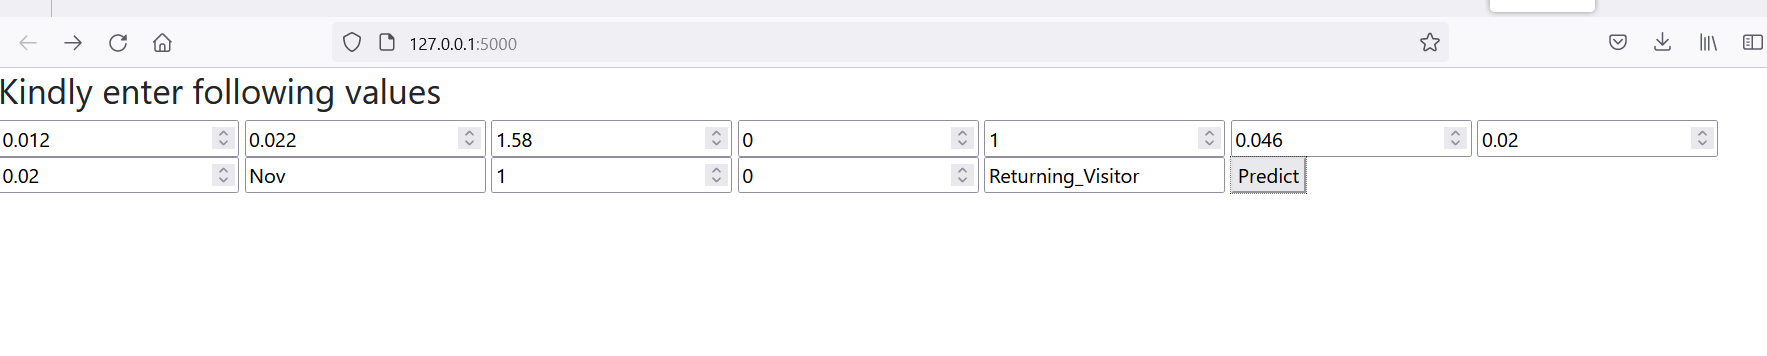 127.0.0.1:5000
Kindly enter following values
0.012 0.022 1.58 0 1 0.046 0.02
0.02 Nov 1 0 Returning_Visitor Predict